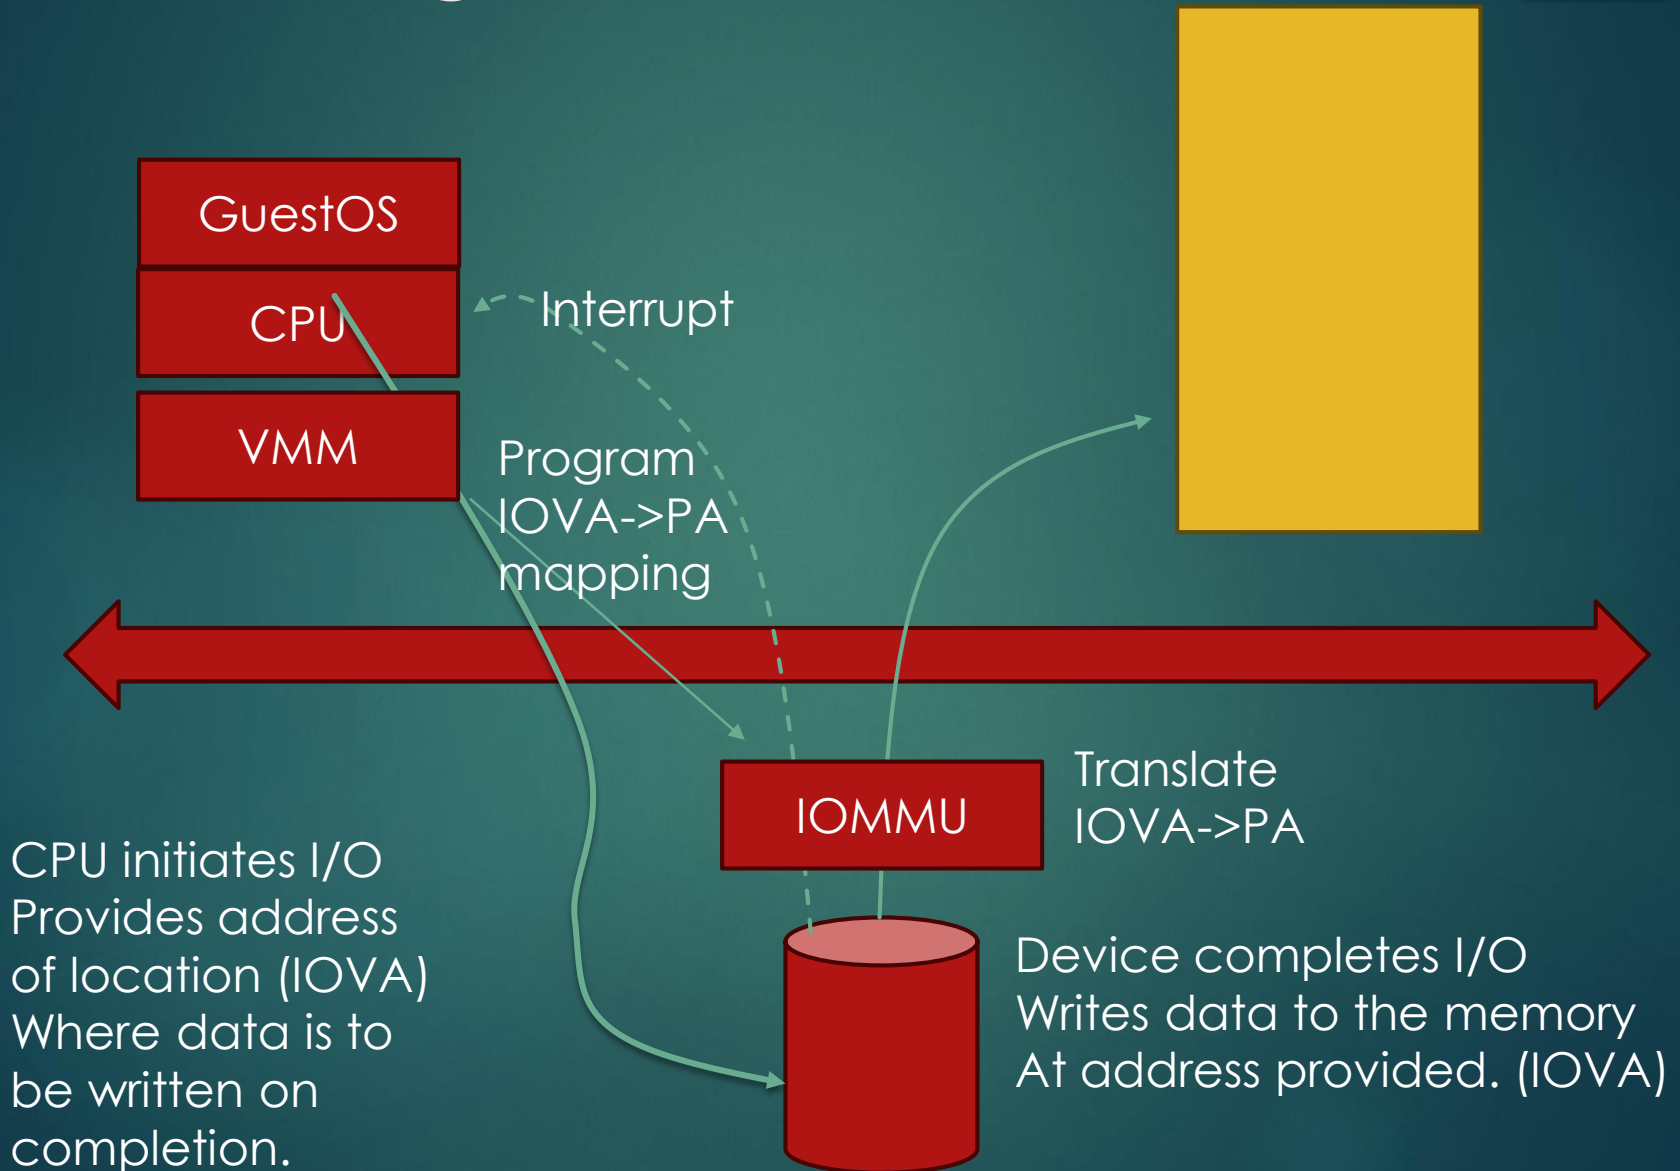 GuestOS
CPU
Interrupt
VMM
Program
IOVA->PA
mapping
IOMMU
Translate
IOVA->PA
CPU initiates I/O
Provides address
of location (IOVA)
Where data is to
be written on
completion.
Device completes I/O
Writes data to the memory
At address provided. (IOVA)